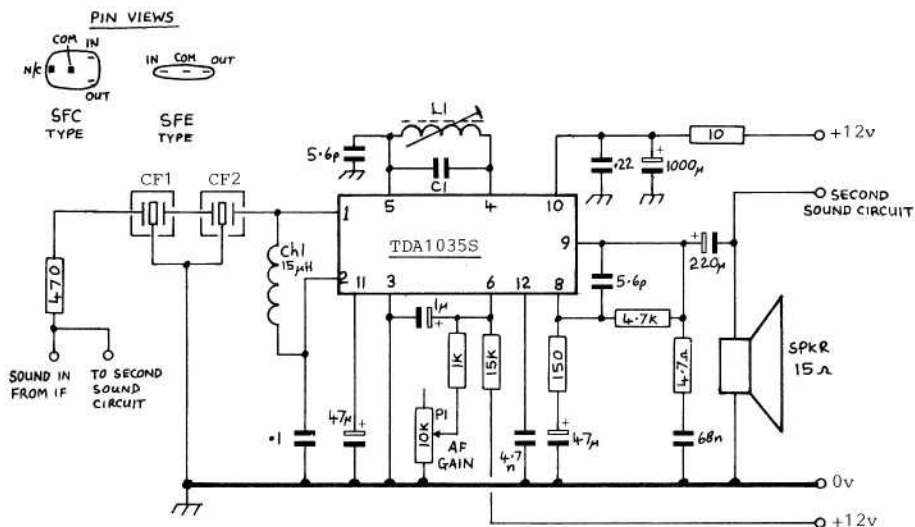 PIN VIEWS
COM IN
N/C
OUT
SFC
TYPE
IN COM OUT
SFE
TYPE
L1
5.6p
C1
10
+12v
.22
+
1000µ
SECOND
SOUND CIRCUIT
CF1
CF2
1
5
4
10
TDA1035S
9
+
220µ
2
11
3
6
12
8
Ch1
15µH
470
1µ
+
5.6p
4.7K
SPKR
15Ω
1K
15K
150
4.7Ω
SOUND IN
FROM IF
TO SECOND
SOUND
CIRCUIT
.1
47µ
+
P1
10K
AF
GAIN
4.7
n
+
47µ
68n
0v
+12v